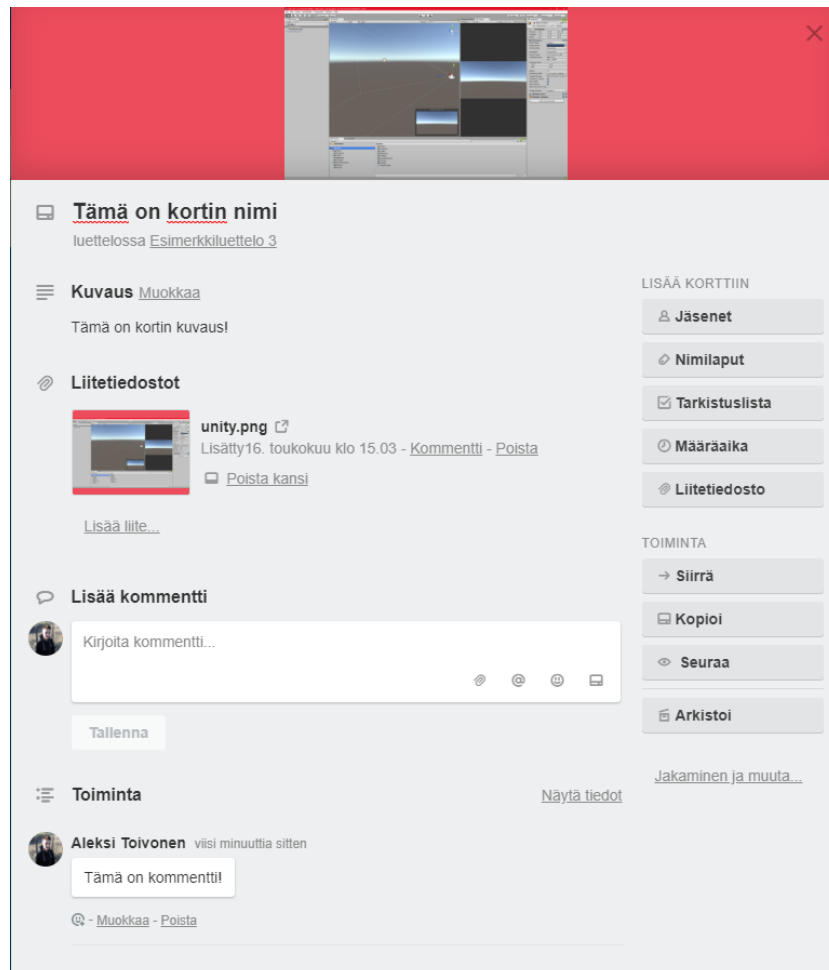 Tämä on kortin nimi
luettelossa Esimerkkiluettelo 3
Kuvaus Muokkaa
Tämä on kortin kuvaus!
Liitetiedostot
unity.png
Lisätty16. toukokuu klo 15.03 - Kommentti - Poista
Poista kansi
Lisää liite...
Lisää kommentti
Kirjoita kommentti...
Tallenna
Toiminta Näytä tiedot
Aleksi Toivonen viisi minuuttia sitten
Tämä on kommentti!
- Muokkaa - Poista
LISÄÄ KORTTIIN
Jäsenet
Nimilaput
Tarkistuslista
Määräaika
Liitetiedosto
TOIMINTA
Siirrä
Kopioi
Seuraa
Arkistoi
Jakaminen ja muuta...